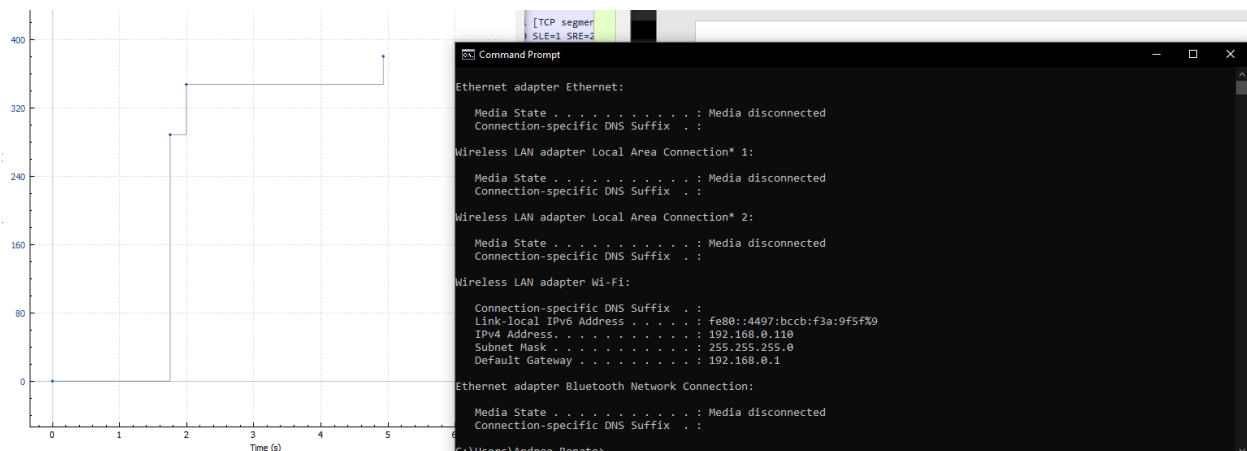 400
320
240
160
80
0
0 1 2 3 4 5 6
Time (s)
[TCP segmer
SLE=1 SRE=2
Command Prompt
Ethernet adapter Ethernet:
Media State . . . . . . . . . . . : Media disconnected
Connection-specific DNS Suffix . :
Wireless LAN adapter Local Area Connection* 1:
Media State . . . . . . . . . . . : Media disconnected
Connection-specific DNS Suffix . :
Wireless LAN adapter Local Area Connection* 2:
Media State . . . . . . . . . . . : Media disconnected
Connection-specific DNS Suffix . :
Wireless LAN adapter Wi-Fi:
Connection-specific DNS Suffix . :
Link-local IPv6 Address . . . . . : fe80::4497:bccb:f3a:9f5f%9
IPv4 Address. . . . . . . . . . . : 192.168.0.110
Subnet Mask . . . . . . . . . . . : 255.255.255.0
Default Gateway . . . . . . . . . : 192.168.0.1
Ethernet adapter Bluetooth Network Connection:
Media State . . . . . . . . . . . : Media disconnected
Connection-specific DNS Suffix . :
C:\Users\Andrea Renato>